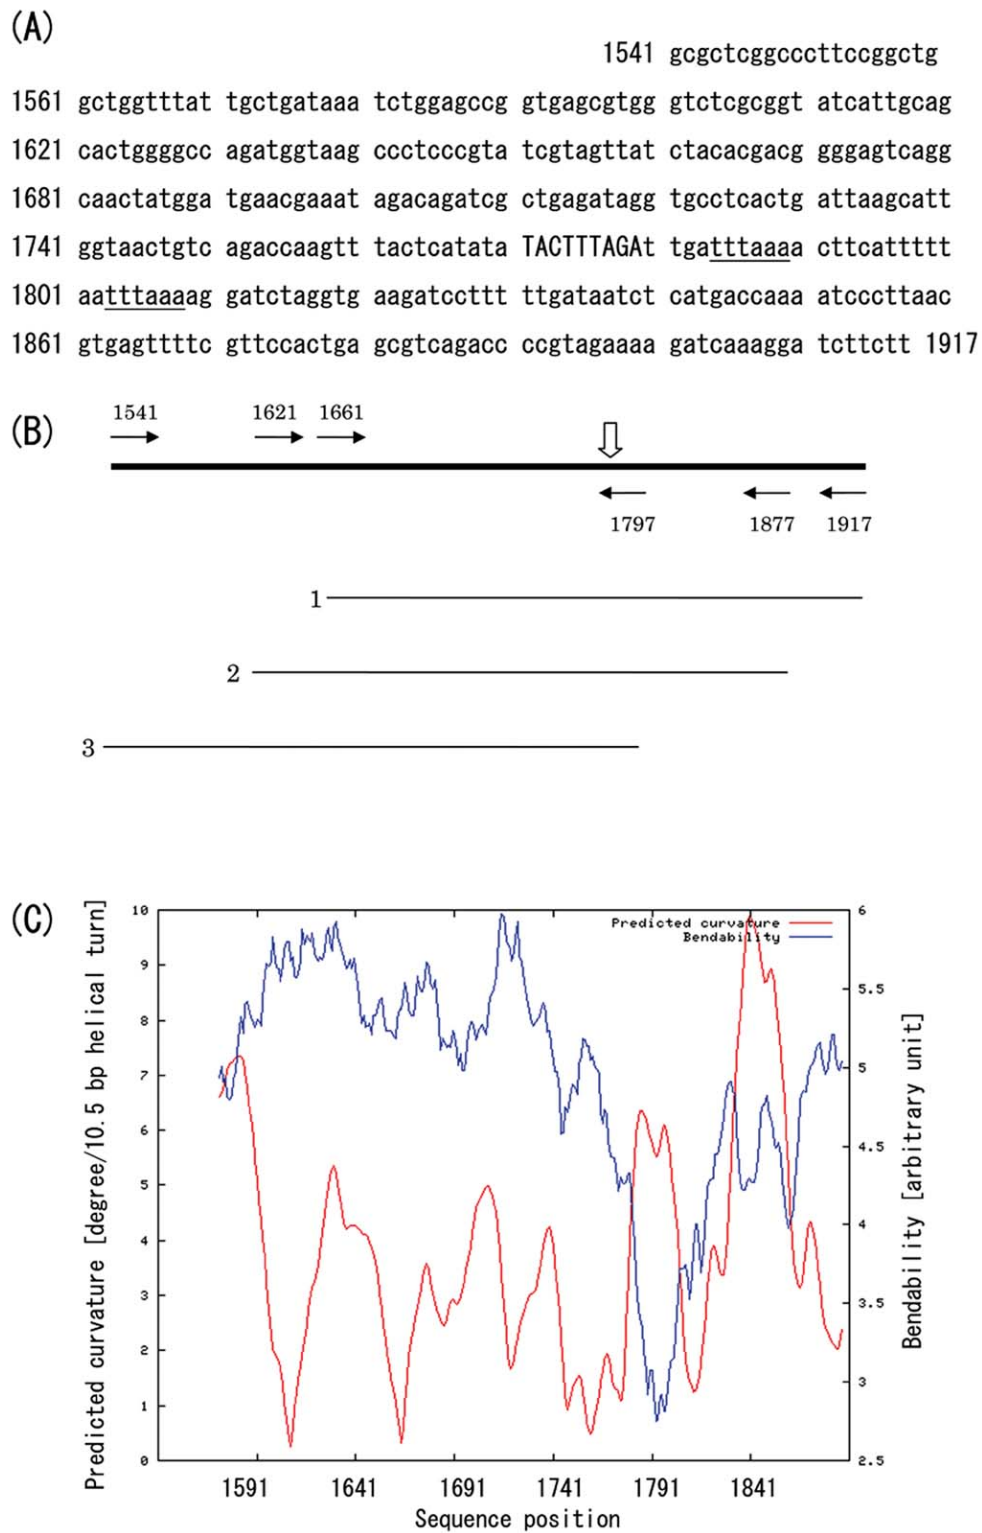 (A)
1541 gcgctcggcccttccggctg
1561 gctggtttat tgctgataaa tctggagccg gtgagcgtgg gtctcgcggt atcattgcag
1621 cactggggcc agatggtaag ccctcccgta tcgtagttat ctacacgacg gggagtcagg
1681 caactatgga tgaacgaaat agacagatcg ctgagatagg tgcctcactg attaagcatt
1741 ggtaactgtc agaccaagtt tactcatata TACTTTAGAt tgatttaaaa cttcattttt
1801 aatttaaaag gatctaggtg aagatccttt ttgataatct catgaccaaa atcccttaac
1861 gtgagttttc gttccactga gcgtcagacc ccgtagaaaa gatcaaagga tcttctt 1917
(B)
1541 1621 1661
1797 1877 1917
1
2
3
(C)
Predicted curvature
Bendability
Predicted curvature [degree/10.5 bp helical turn]
10
9
8
7
6
5
4
3
2
1
0
6
5.5
5
4.5
4
3.5
3
2.5
Bendability [arbitrary unit]
1591 1641 1691 1741 1791 1841
Sequence position